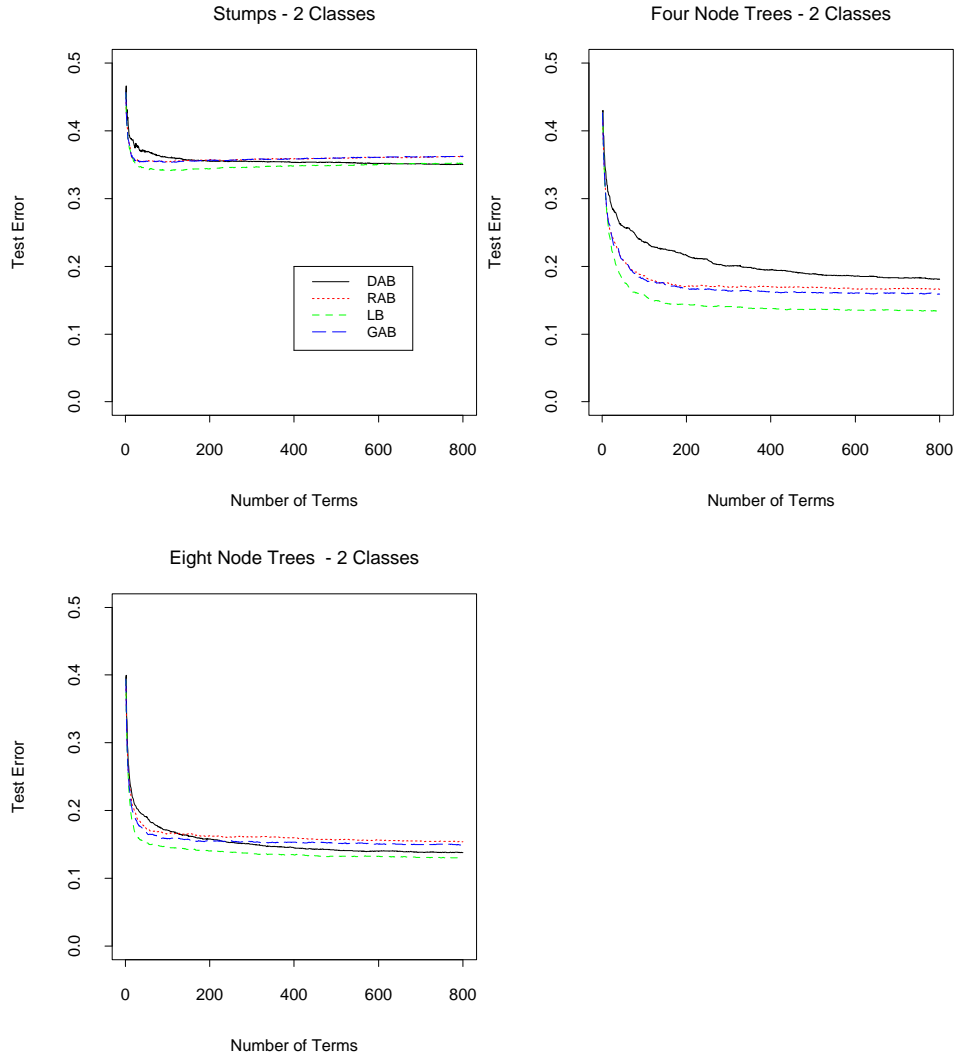 Stumps - 2 Classes
Test Error
0.5
0.4
0.3
0.2
0.1
0.0
DAB
RAB
LB
GAB
0 200 400 600 800
Number of Terms
Four Node Trees - 2 Classes
Test Error
0.5
0.4
0.3
0.2
0.1
0.0
0 200 400 600 800
Number of Terms
Eight Node Trees - 2 Classes
Test Error
0.5
0.4
0.3
0.2
0.1
0.0
0 200 400 600 800
Number of Terms